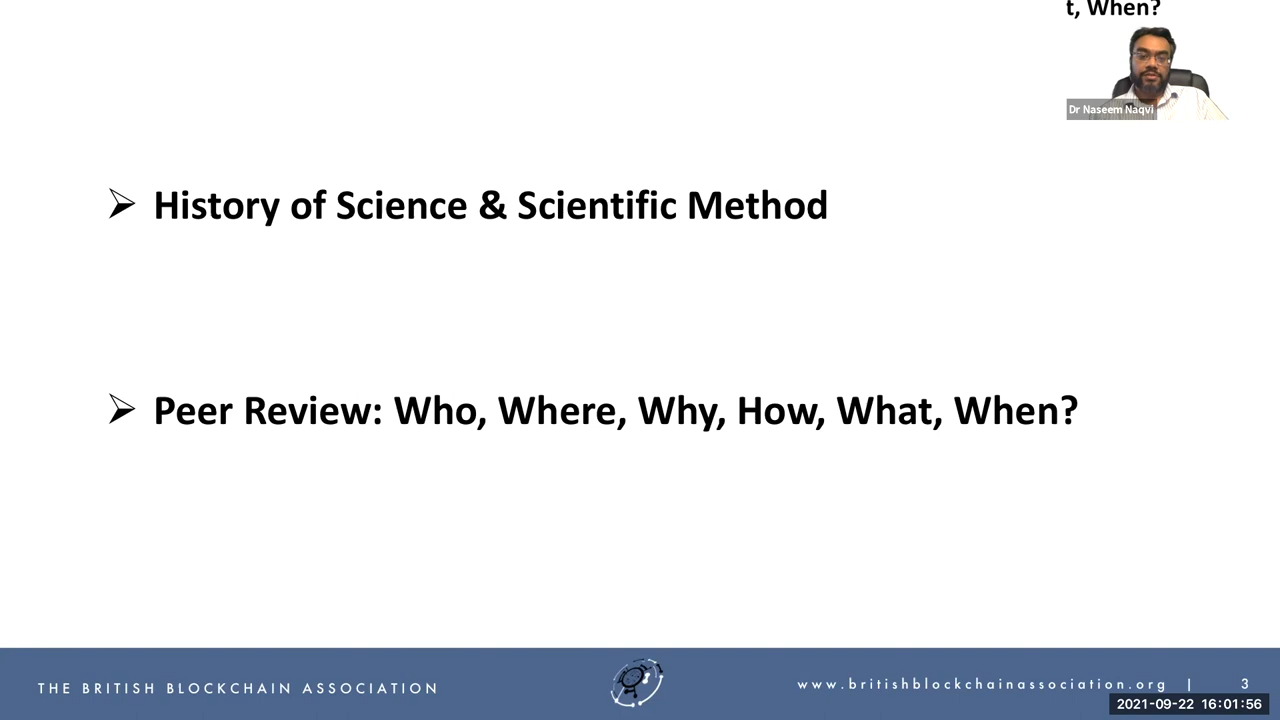 t, When?
Dr Naseem Naqvi
➢ History of Science & Scientific Method
➢ Peer Review: Who, Where, Why, How, What, When?
THE BRITISH BLOCKCHAIN ASSOCIATION
www.britishblockchainassociation.org | 3
2021-09-22 16:01:56